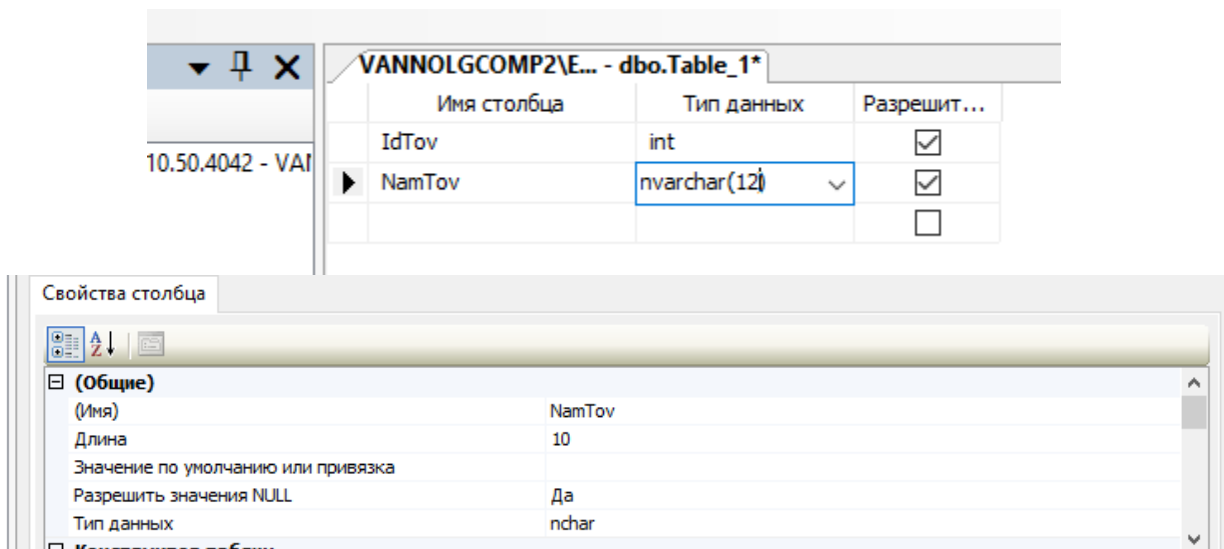 VANNOLGCOMP2\E... - dbo.Table_1*
Имя столбца Тип данных Разрешит...
IdTov int
10.50.4042 - VAN
NamTov nvarchar(12)
Свойства столбца
(Общие)
(Имя) NamTov
Длина 10
Значение по умолчанию или привязка
Разрешить значения NULL Да
Тип данных nchar